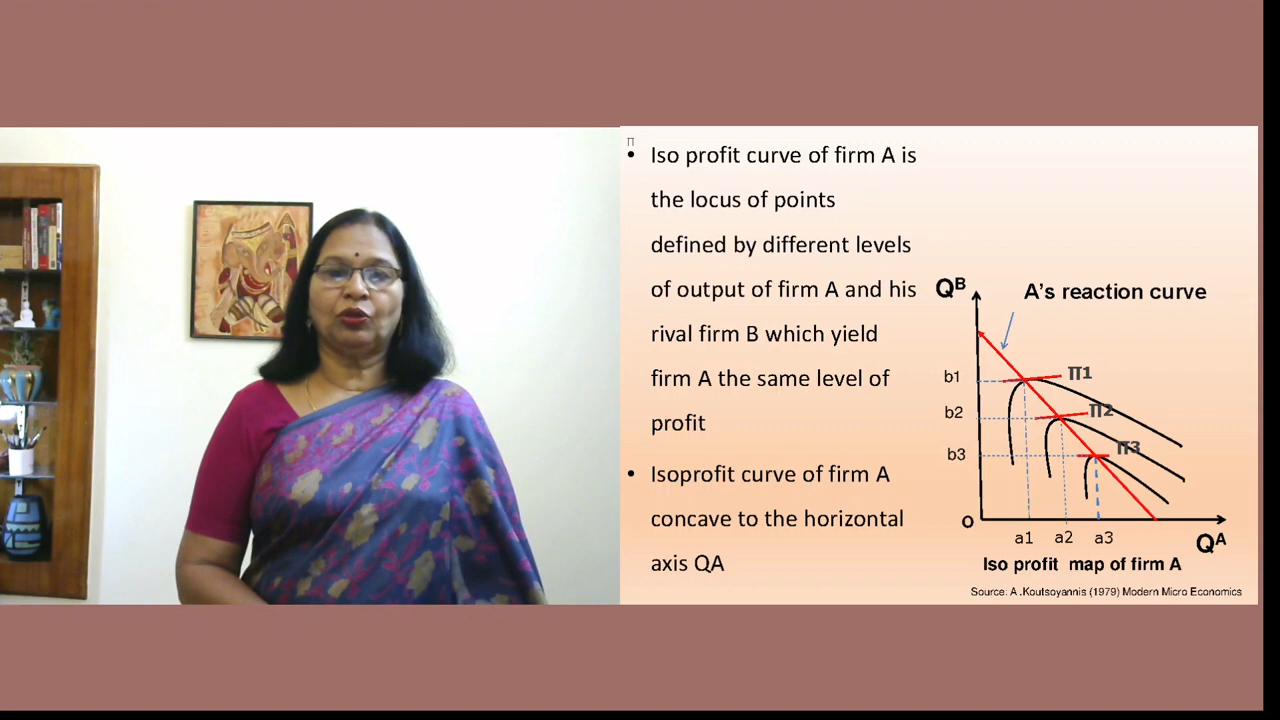 Π
• Iso profit curve of firm A is
the locus of points
defined by different levels
of output of firm A and his
rival firm B which yield
firm A the same level of
profit
• Isoprofit curve of firm A
concave to the horizontal
axis QA
Qᴮ
A’s reaction curve
b1
Π1
b2
Π2
b3
Π3
O
a1 a2 a3
Qᴬ
Iso profit map of firm A
Source: A .Koutsoyannis (1979) Modern Micro Economics